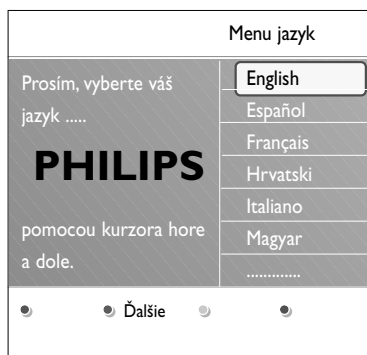 Menu jazyk
Prosím, vyberte váš
jazyk .....
PHILIPS
pomocou kurzora hore
a dole.
English
Español
Français
Hrvatski
Italiano
Magyar
.............
Ďalšie